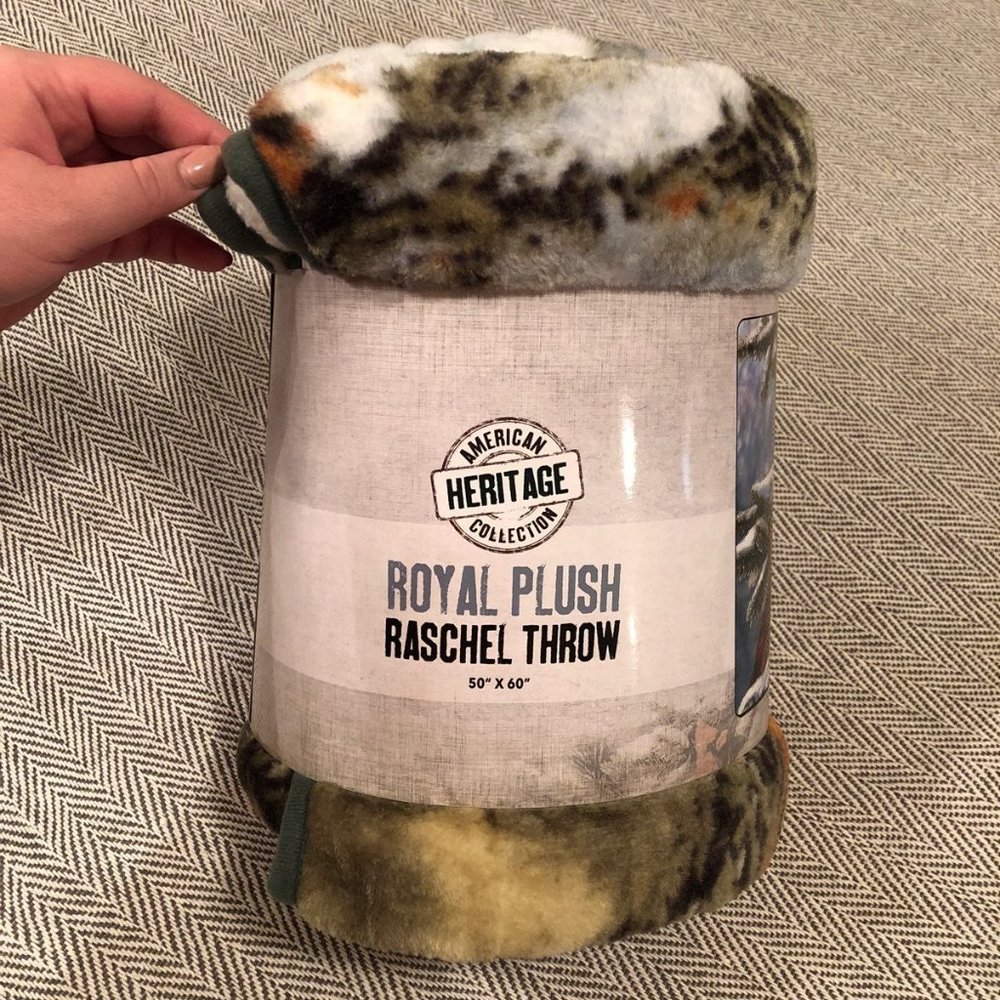 AMERICAN
HERITAGE
COLLECTION
ROYAL PLUSH
RASCHEL THROW
50" X 60"